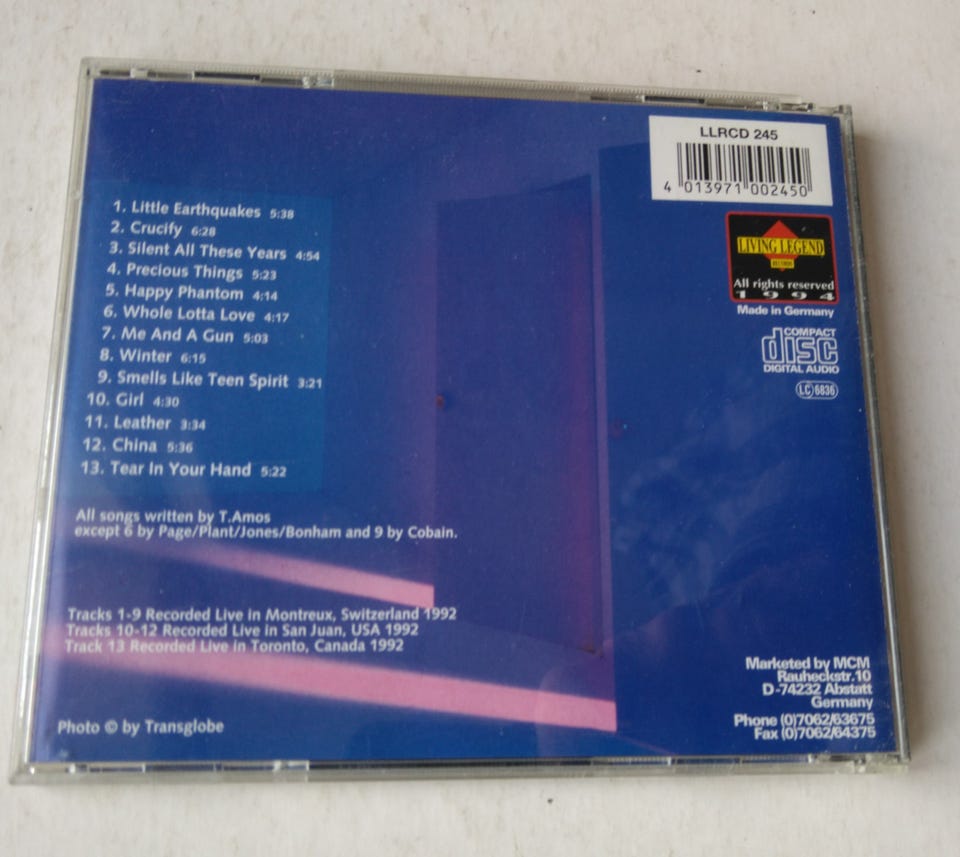 LLRCD 245
4 013971 002450
LIVING LEGEND
RECORDS
All rights reserved
1994
Made in Germany
COMPACT
disc
DIGITAL AUDIO
LC 6836
1. Little Earthquakes 5:38
2. Crucify 6:28
3. Silent All These Years 4:54
4. Precious Things 5:23
5. Happy Phantom 4:14
6. Whole Lotta Love 4:17
7. Me And A Gun 5:03
8. Winter 6:15
9. Smells Like Teen Spirit 3:21
10. Girl 4:30
11. Leather 3:34
12. China 5:36
13. Tear In Your Hand 5:22
All songs written by T.Amos
except 6 by Page/Plant/Jones/Bonham and 9 by Cobain.
Tracks 1-9 Recorded Live in Montreux, Switzerland 1992
Tracks 10-12 Recorded Live in San Juan, USA 1992
Track 13 Recorded Live in Toronto, Canada 1992
Photo © by Transglobe
Marketed by MCM
Rauheckstr.10
D-74232 Abstatt
Germany
Phone (0)7062/63675
Fax (0)7062/64375